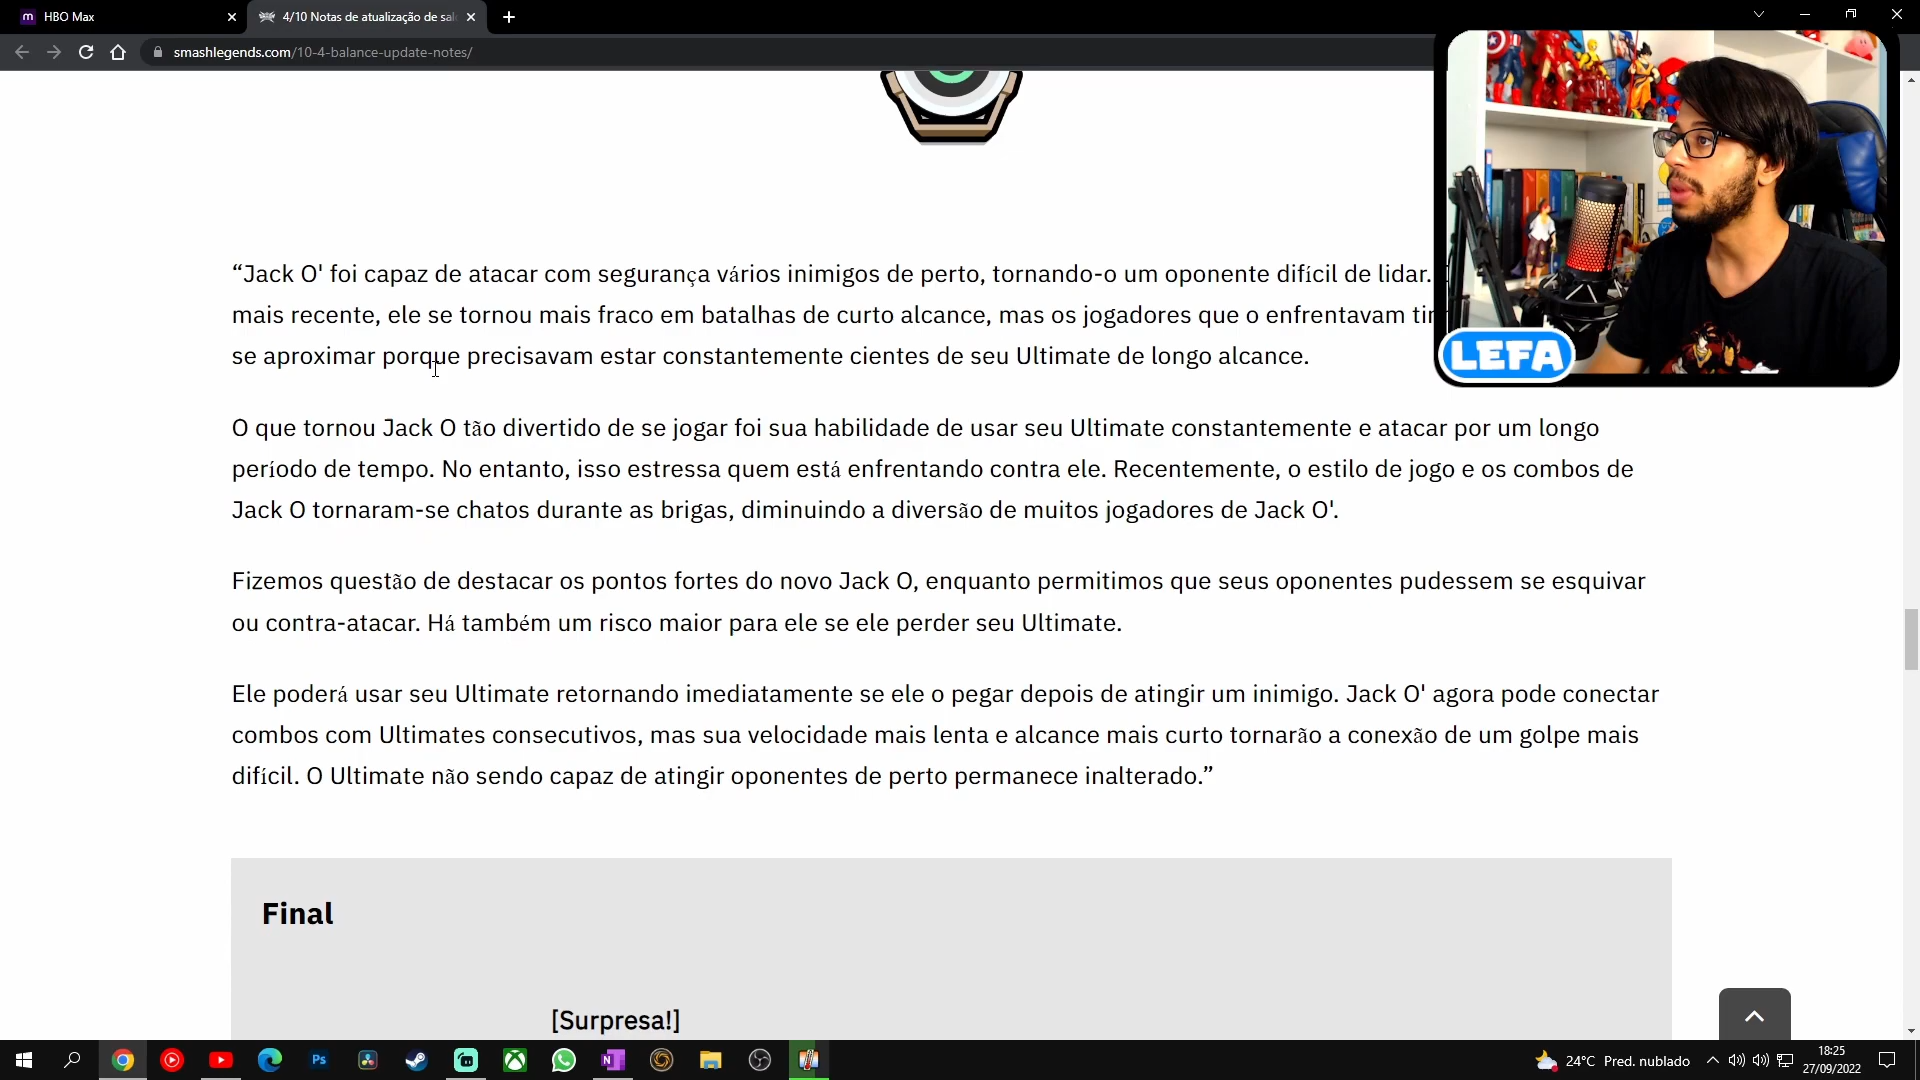 HBO Max
4/10 Notas de atualização de sal
smashlegends.com/10-4-balance-update-notes/
“Jack O' foi capaz de atacar com segurança vários inimigos de perto, tornando-o um oponente difícil de lidar.
mais recente, ele se tornou mais fraco em batalhas de curto alcance, mas os jogadores que o enfrentavam
se aproximar porque precisavam estar constantemente cientes de seu Ultimate de longo alcance.
LEFA
O que tornou Jack O tão divertido de se jogar foi sua habilidade de usar seu Ultimate constantemente e atacar por um longo
período de tempo. No entanto, isso estressa quem está enfrentando contra ele. Recentemente, o estilo de jogo e os combos de
Jack O tornaram-se chatos durante as brigas, diminuindo a diversão de muitos jogadores de Jack O'.
Fizemos questão de destacar os pontos fortes do novo Jack O, enquanto permitimos que seus oponentes pudessem se esquivar
ou contra-atacar. Há também um risco maior para ele se ele perder seu Ultimate.
Ele poderá usar seu Ultimate retornando imediatamente se ele o pegar depois de atingir um inimigo. Jack O' agora pode conectar
combos com Ultimates consecutivos, mas sua velocidade mais lenta e alcance mais curto tornarão a conexão de um golpe mais
difícil. O Ultimate não sendo capaz de atingir oponentes de perto permanece inalterado.”
Final
[Surpresa!]
Ps
N
24°C Pred. nublado
18:25
27/09/2022